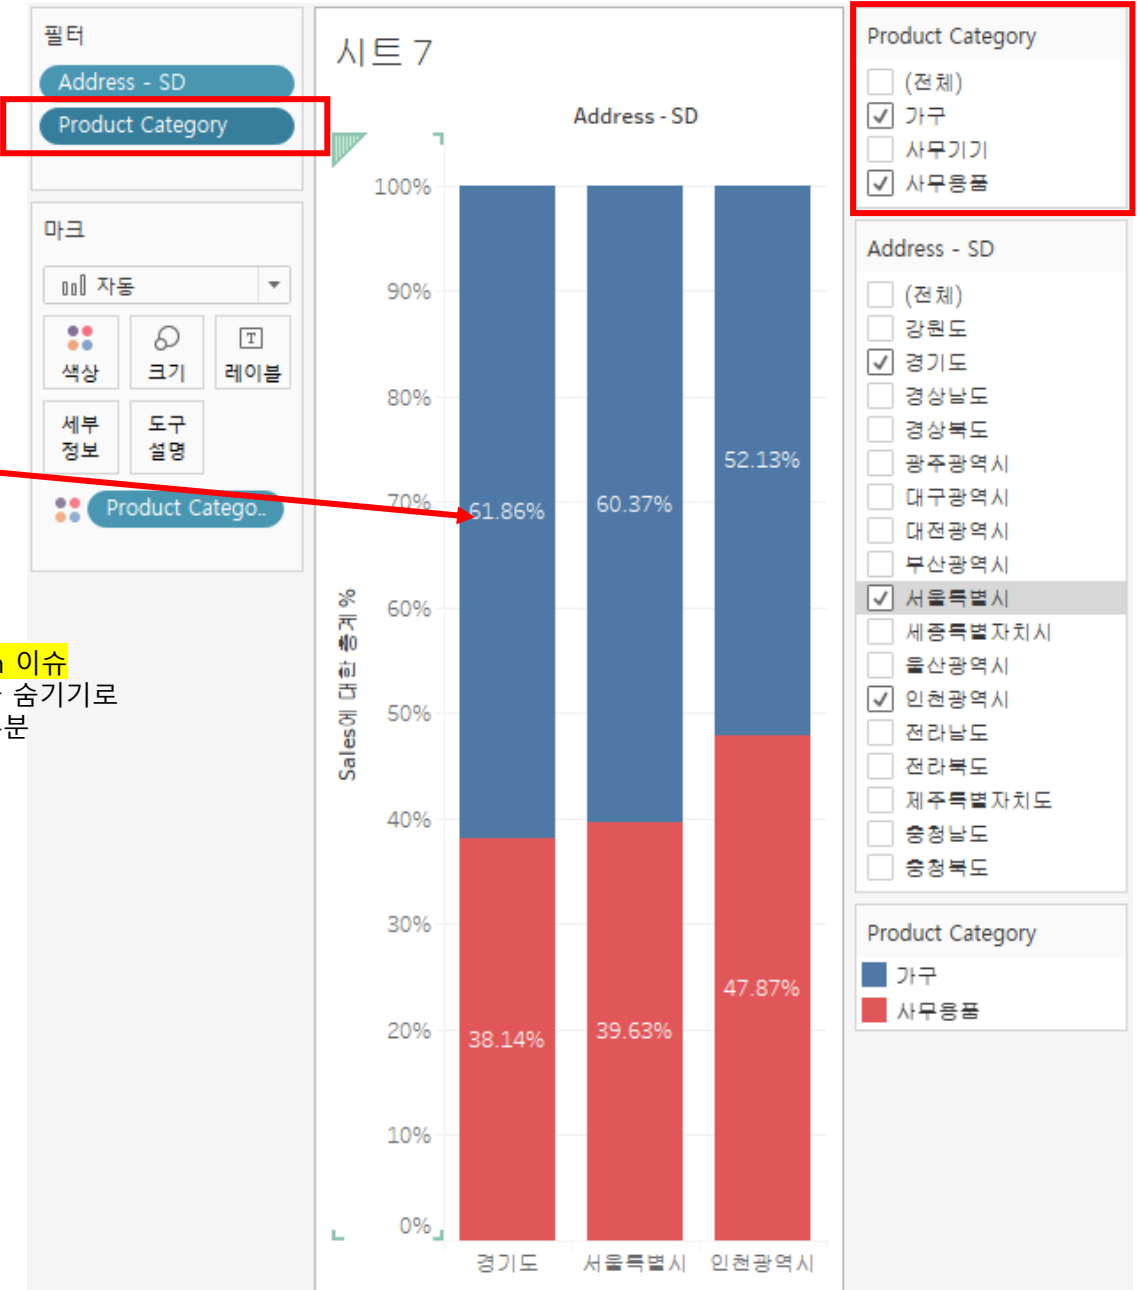 필터
Address - SD
Product Category
마크
자동
색상
크기
레이블
세부
정보
도구
설명
Product Catego..
이슈
숨기기로
분
시트 7
Address - SD
Sales에 대한 총계 %
100%
90%
80%
70%
60%
50%
40%
30%
20%
10%
0%
61.86%
60.37%
52.13%
38.14%
39.63%
47.87%
경기도
서울특별시
인천광역시
Product Category
(전체)
가구
사무기기
사무용품
Address - SD
(전체)
강원도
경기도
경상남도
경상북도
광주광역시
대구광역시
대전광역시
부산광역시
서울특별시
세종특별자치시
울산광역시
인천광역시
전라남도
전라북도
제주특별자치도
충청남도
충청북도
Product Category
가구
사무용품